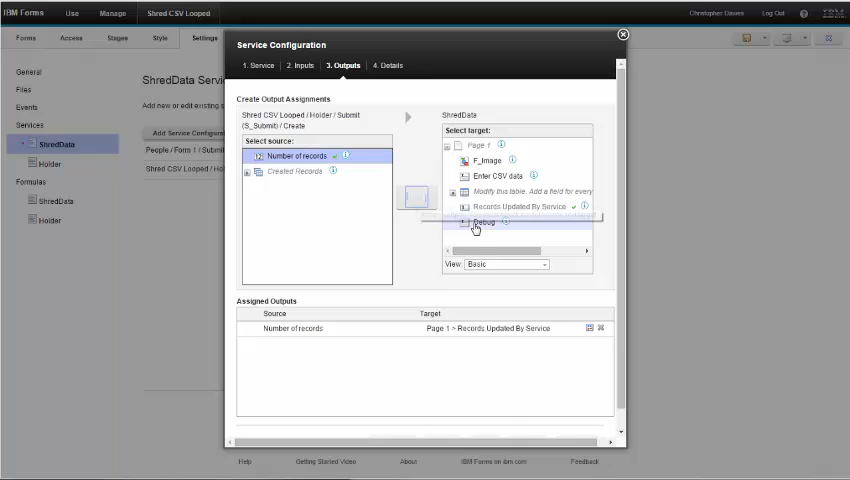 IBM Forms Use Manage Shred CSV Looped Christopher Dawes Log Out IBM
Forms Access Stages Style Settings
General
Files
Events
Services
ShredData
Holder
Formulas
ShredData
Holder
ShredData Servi
Add new or edit existing s
Add Service Configurat
People / Form 1 / Submit
Shred CSV Looped / Hol
Service Configuration
1. Service 2. Inputs 3. Outputs 4. Details
Create Output Assignments
Shred CSV Looped / Holder / Submit
(S_Submit) / Create
Select source:
Number of records
Created Records
ShredData
Select target:
Page 1
F_Image
Enter CSV data
Modify this table. Add a field for every
Records Updated By Service
Debug
View: Basic
Assigned Outputs
Source Target
Number of records Page 1 > Records Updated By Service
Help Getting Started Video About IBM Forms on ibm.com Feedback